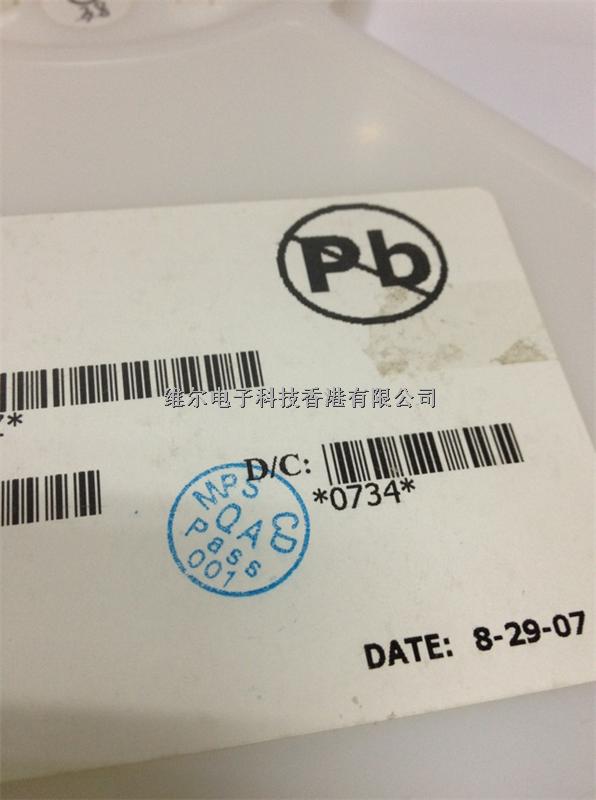 Pb
Z*
维尔电子科技香港有限公司
D/C:
*0734*
MPS
QA
Pass
001
DATE: 8-29-07